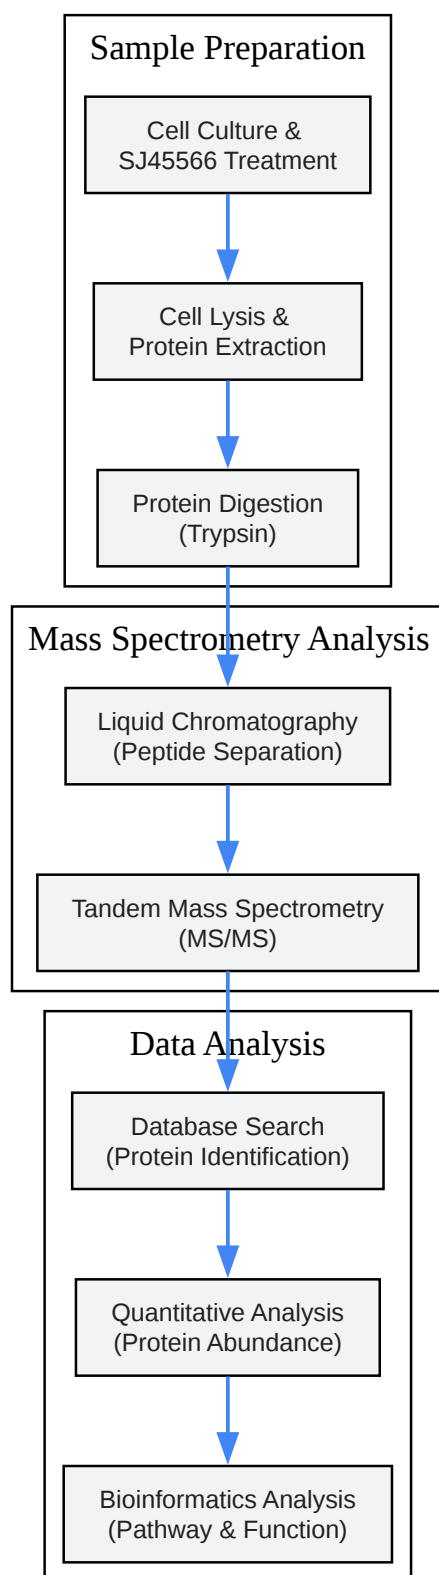 Sample Preparation
Cell Culture &
SJ45566 Treatment
Cell Lysis &
Protein Extraction
Protein Digestion
(Trypsin)
Mass Spectrometry Analysis
Liquid Chromatography
(Peptide Separation)
Tandem Mass Spectrometry
(MS/MS)
Data Analysis
Database Search
(Protein Identification)
Quantitative Analysis
(Protein Abundance)
Bioinformatics Analysis
(Pathway & Function)